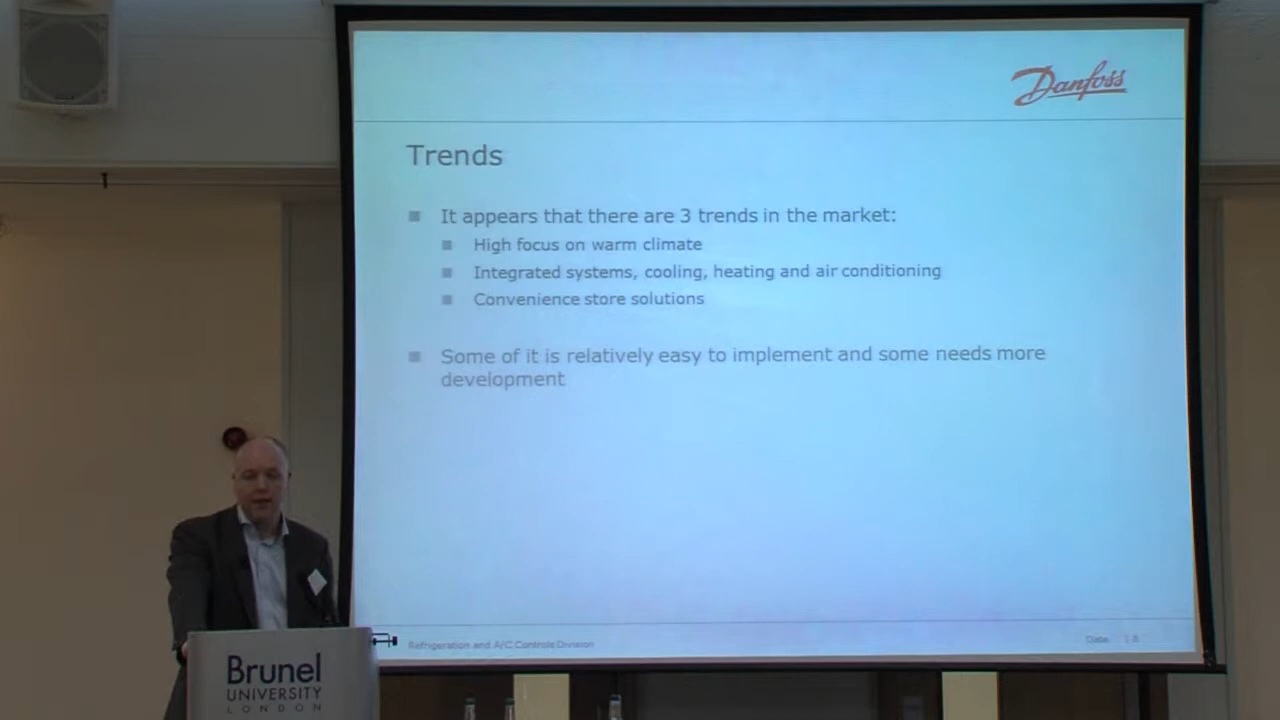 Danfoss
Trends
It appears that there are 3 trends in the market:
High focus on warm climate
Integrated systems, cooling, heating and air conditioning
Convenience store solutions
Some of it is relatively easy to implement and some needs more
development
Refrigeration and A/C Controls Division
Date | 8
Brunel
UNIVERSITY
LONDON